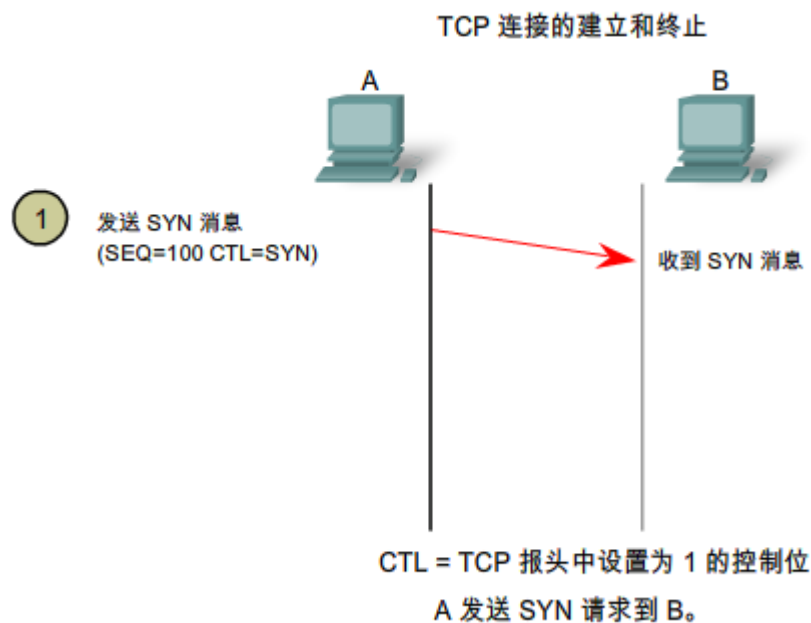 TCP 连接的建立和终止
A
B
1
发送 SYN 消息
(SEQ=100 CTL=SYN)
收到 SYN 消息
CTL = TCP 报头中设置为 1 的控制位
A 发送 SYN 请求到 B。